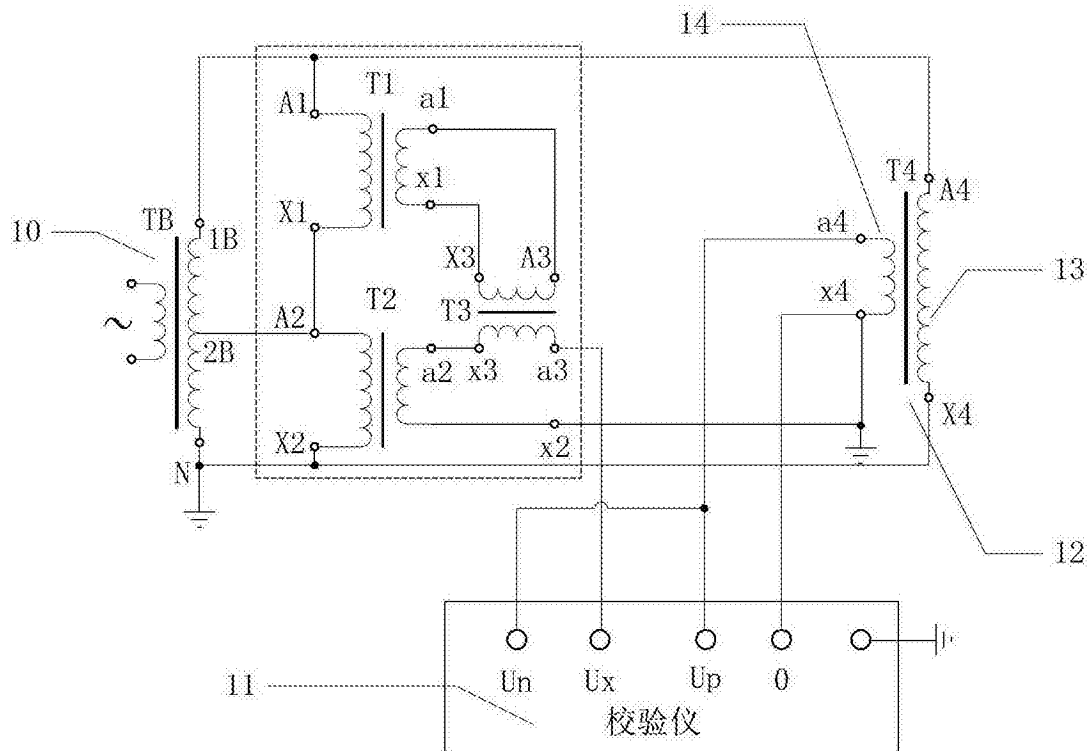 14
A1
T1
a1
x1
X1
T4
A4
a4
10
TB
1B
X3
A3
13
x4
T2
T3
A2
2B
a2
x3
a3
X4
X2
x2
N
12
~
11
Un
Ux
Up
0
校验仪